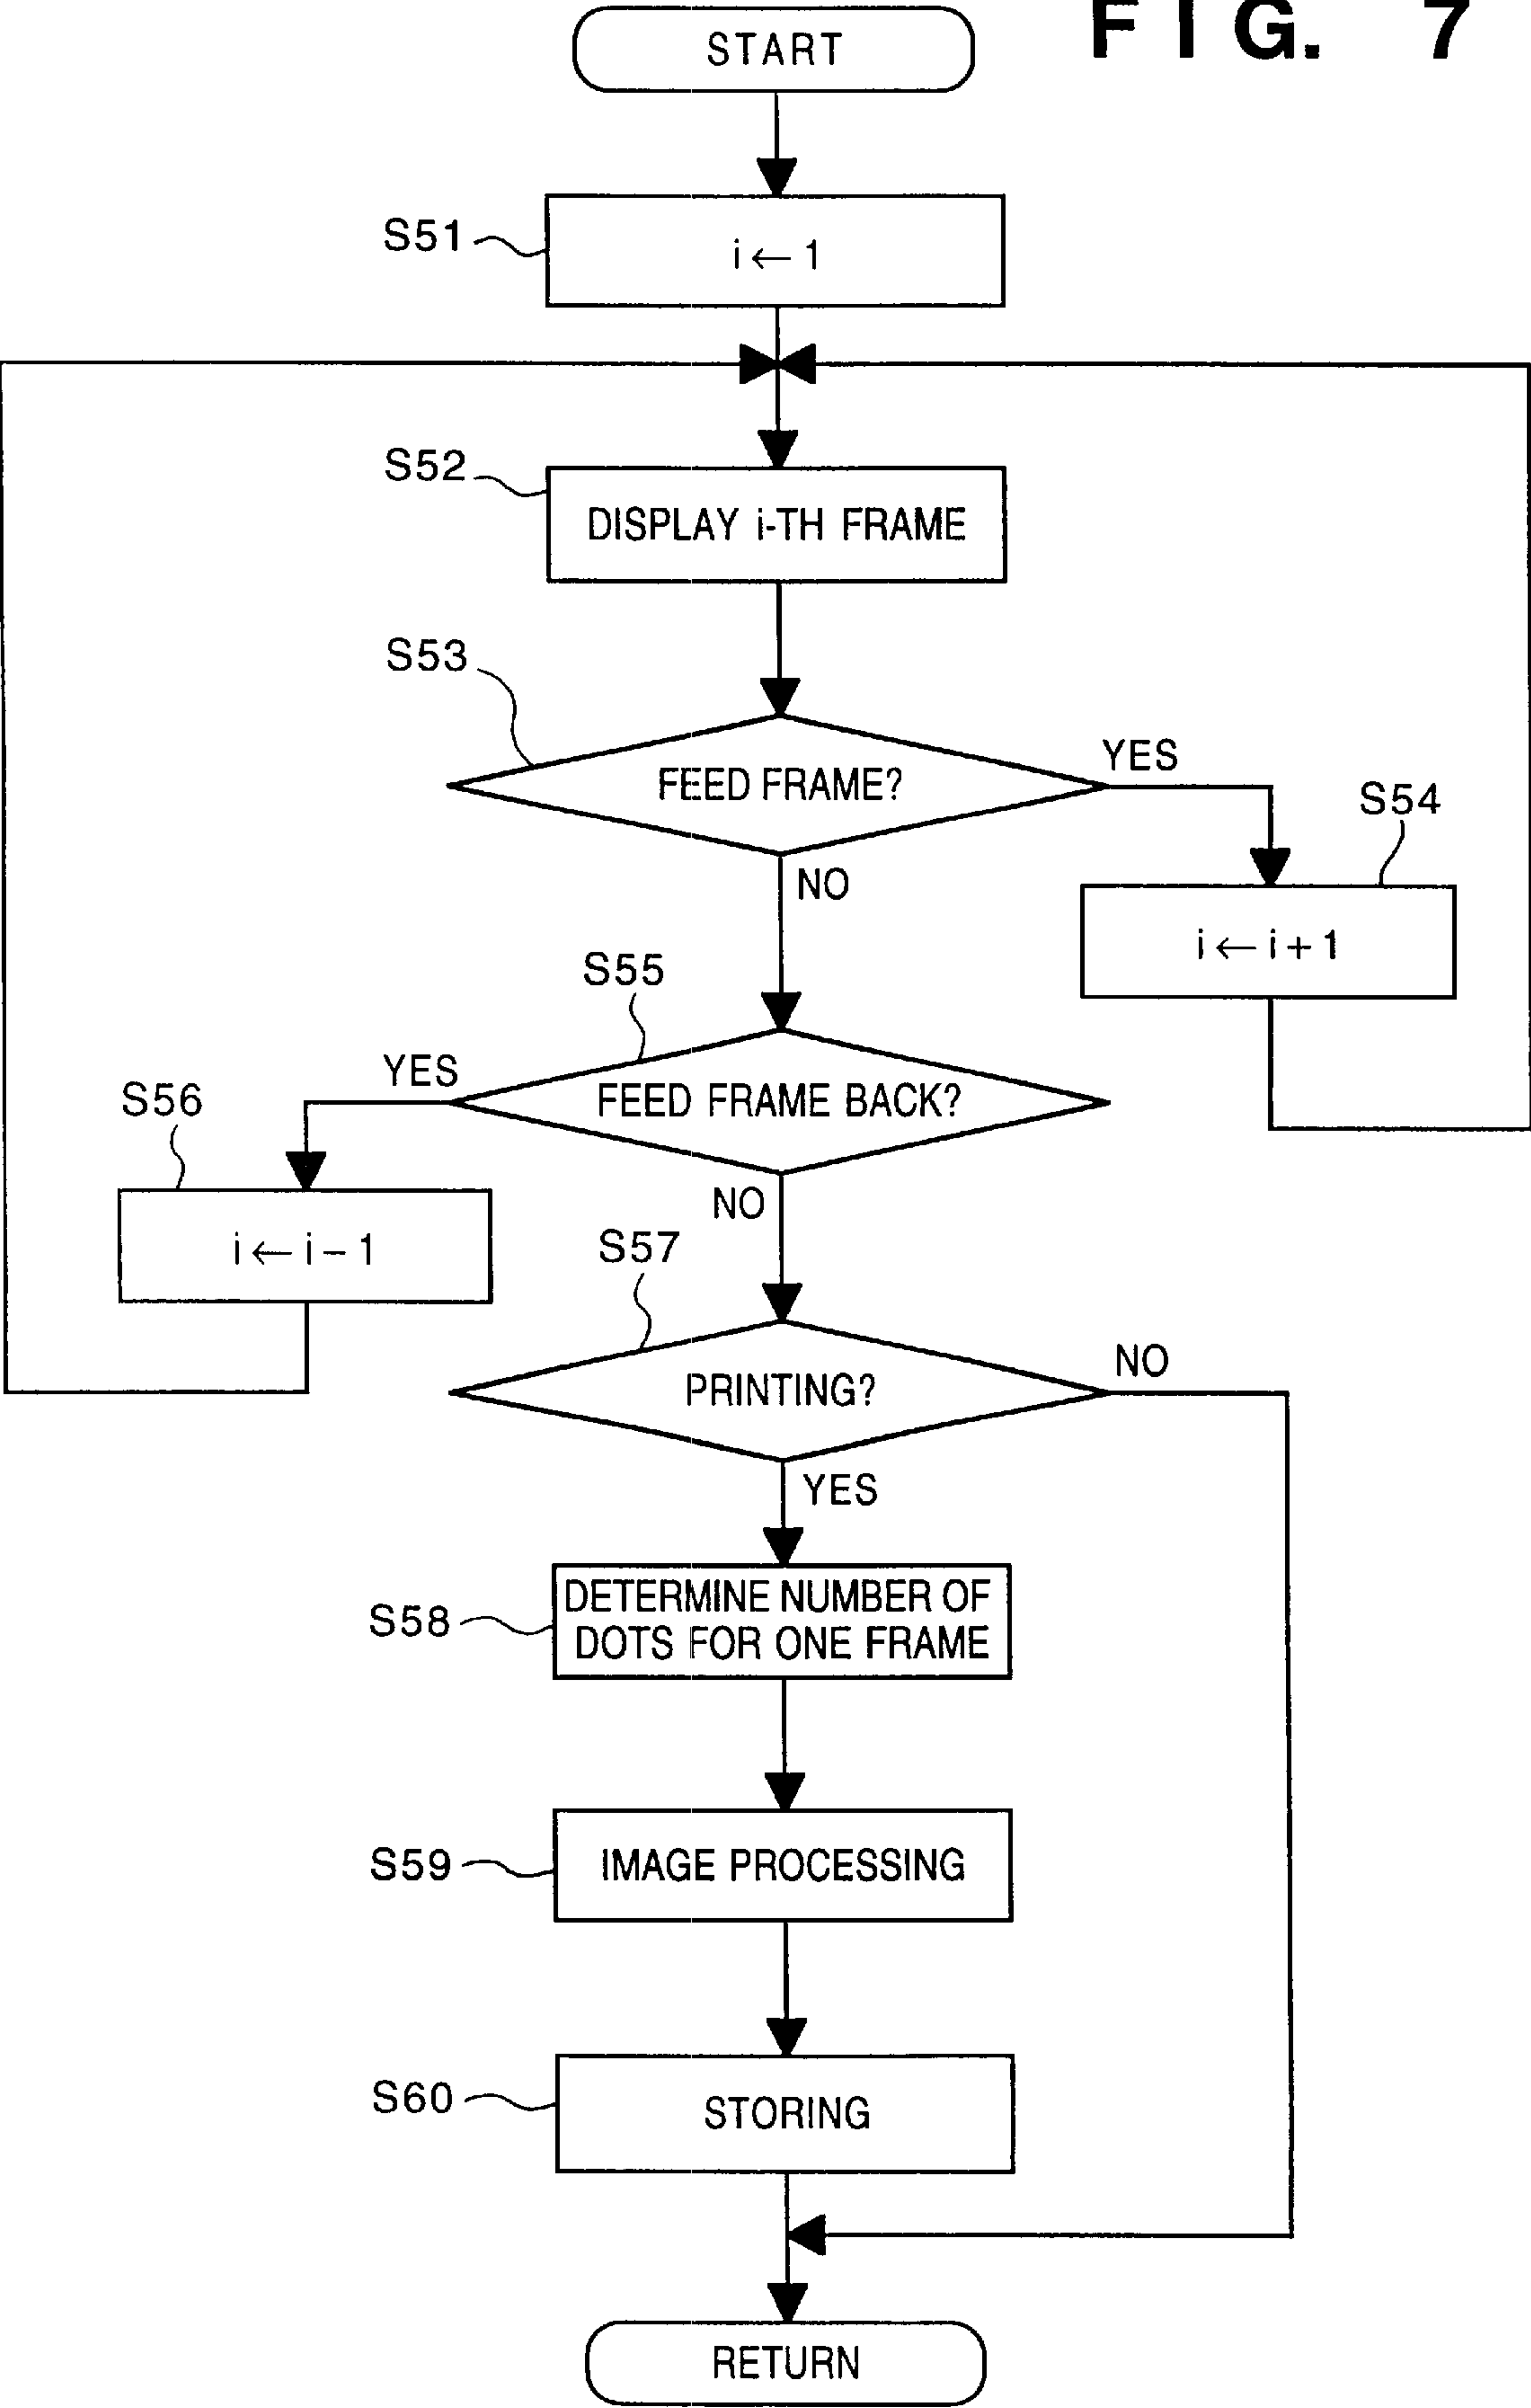 FIG. 7
START
S51
i ← 1
S52
DISPLAY i-TH FRAME
S53
FEED FRAME?
YES
S54
NO
i ← i + 1
S55
YES
FEED FRAME BACK?
S56
NO
i ← i - 1
S57
PRINTING?
NO
YES
S58
DETERMINE NUMBER OF
DOTS FOR ONE FRAME
S59
IMAGE PROCESSING
S60
STORING
RETURN